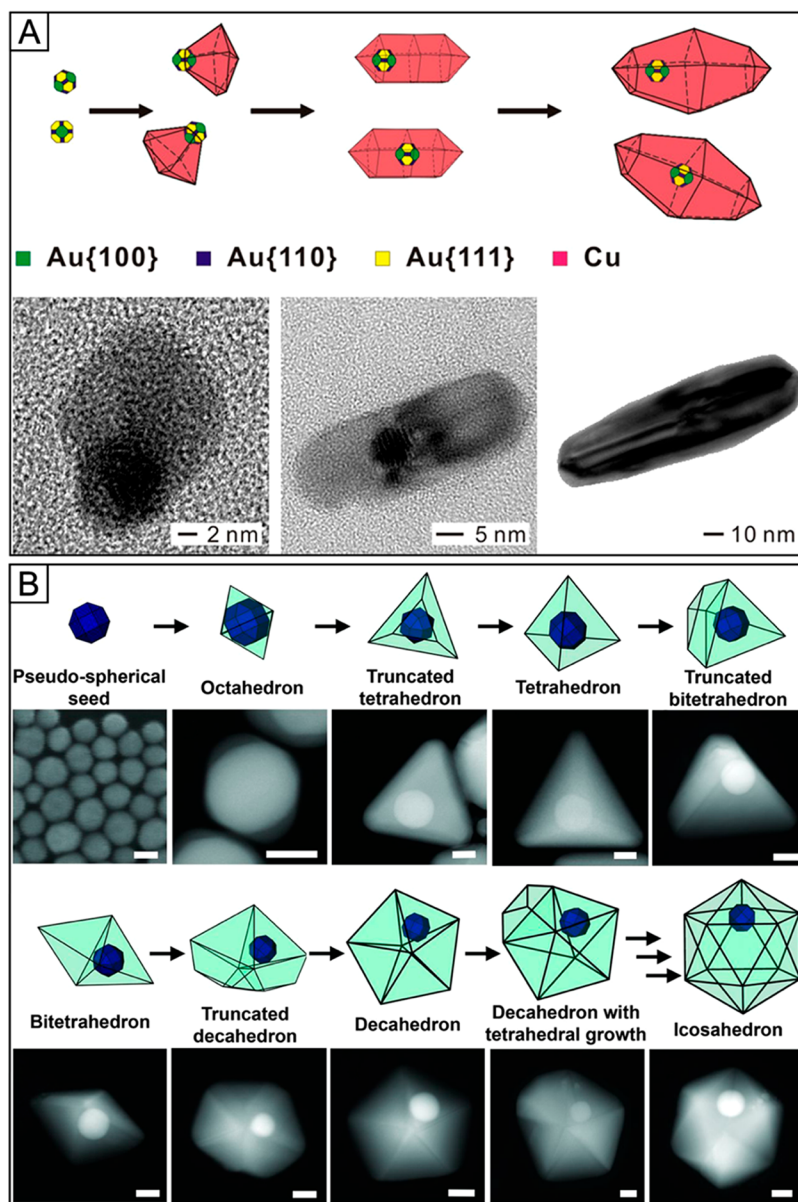 A
Au{100} Au{110} Au{111} Cu
2 nm 5 nm 10 nm
B
Pseudo-spherical
seed
Octahedron
Truncated
tetrahedron
Tetrahedron
Truncated
bitetrahedron
Bitetrahedron
Truncated
decahedron
Decahedron
Decahedron with
tetrahedral growth
Icosahedron